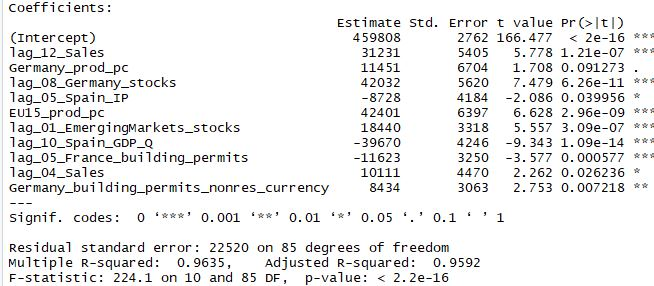 Coefficients:
Estimate Std. Error t value Pr(>|t|)
(Intercept) 459808 2762 166.477 < 2e-16 ***
lag_12_Sales 31231 5405 5.778 1.21e-07 ***
Germany_prod_pc 11451 6704 1.708 0.091273 .
lag_08_Germany_stocks 42032 5620 7.479 6.26e-11 ***
lag_05_Spain_IP -8728 4184 -2.086 0.039956 *
EU15_prod_pc 42401 6397 6.628 2.96e-09 ***
lag_01_EmergingMarkets_stocks 18440 3318 5.557 3.09e-07 ***
lag_10_Spain_GDP_Q -39670 4246 -9.343 1.09e-14 ***
lag_05_France_building_permits -11623 3250 -3.577 0.000577 ***
lag_04_Sales 10111 4470 2.262 0.026236 *
Germany_building_permits_nonres_currency 8434 3063 2.753 0.007218 **
---
Signif. codes: 0 ‘***’ 0.001 ‘**’ 0.01 ‘*’ 0.05 ‘.’ 0.1 ‘ ’ 1
Residual standard error: 22520 on 85 degrees of freedom
Multiple R-squared: 0.9635, Adjusted R-squared: 0.9592
F-statistic: 224.1 on 10 and 85 DF, p-value: < 2.2e-16